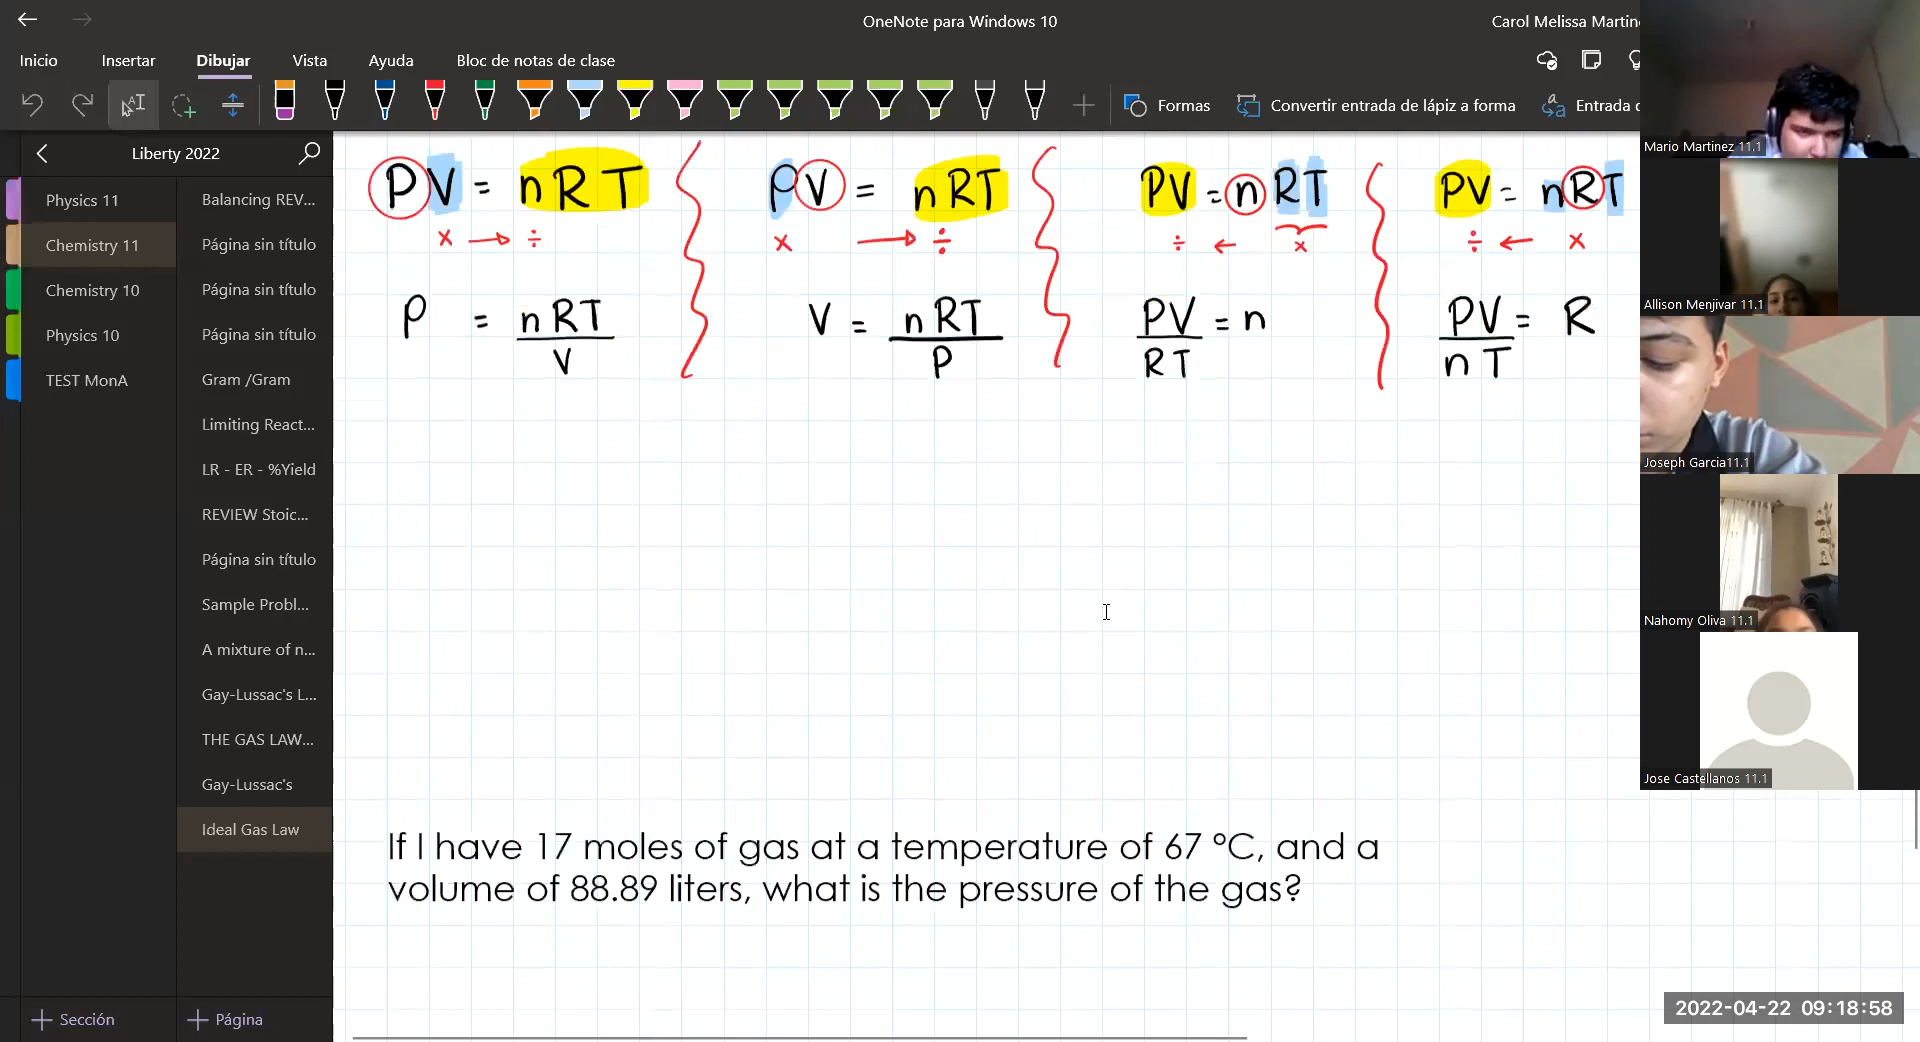 OneNote para Windows 10
Carol Melissa
Inicio
Insertar
Dibujar
Vista
Ayuda
Bloc de notas de clase
Formas
Convertir entrada de lápiz a forma
Entrada
Liberty 2022
Physics 11
Chemistry 11
Chemistry 10
Physics 10
TEST MonA
Balancing REV...
Página sin título
Página sin título
Página sin título
Gram /Gram
Limiting React...
LR - ER - %Yield
REVIEW Stoic...
Página sin título
Sample Probl...
A mixture of n...
Gay-Lussac's L...
THE GAS LAW...
Gay-Lussac's
Ideal Gas Law
Sección
Página
PV = nRT
x → ÷
P = nRT
V
PV = nRT
x → ÷
V = nRT
P
PV = nRT
÷ ← x
PV = n
RT
PV = nRT
÷ ← x
PV = R
nT
If I have 17 moles of gas at a temperature of 67 ºC, and a
volume of 88.89 liters, what is the pressure of the gas?
Mario Martinez 11.1
Allison Menjivar 11.1
Joseph Garcia11.1
Nahomy Oliva 11.1
Jose Castellanos 11.1
2022-04-22 09:18:58